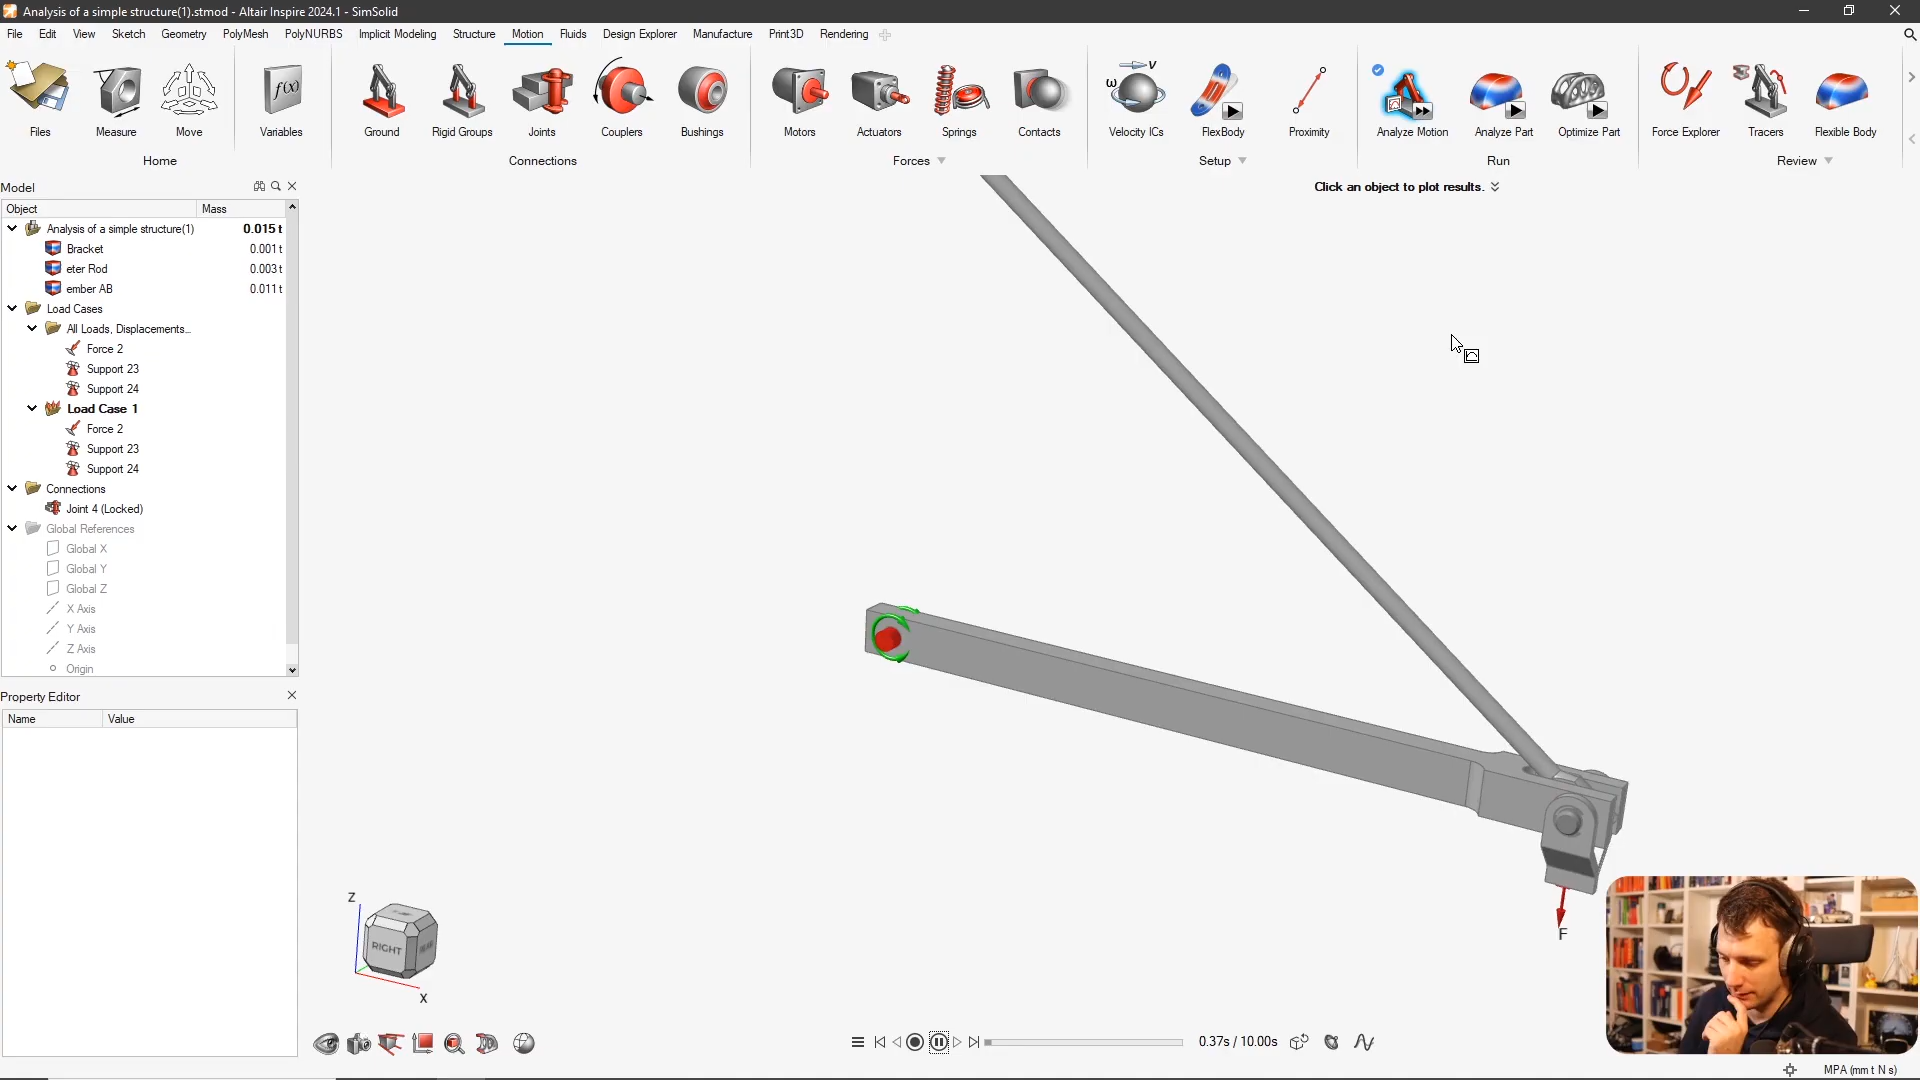 Analysis of a simple structure(1).stmod - Altair Inspire 2024.1 - SimSolid
File Edit View Sketch Geometry PolyMesh PolyNURBS Implicit Modeling Structure Motion Fluids Design Explorer Manufacture Print3D Rendering
f(x)
V
ω
Files Measure Move Variables Ground Rigid Groups Joints Couplers Bushings Motors Actuators Springs Contacts Velocity ICs FlexBody Proximity Analyze Motion Analyze Part Optimize Part Force Explorer Tracers Flexible Body
Home Connections Forces Setup Run Review
Model
Click an object to plot results.
Object Mass
Analysis of a simple structure(1) 0.015 t
Bracket 0.001 t
eter Rod 0.003 t
ember AB 0.011 t
Load Cases
All Loads, Displacements...
Force 2
Support 23
Support 24
Load Case 1
Force 2
Support 23
Support 24
Connections
Joint 4 (Locked)
Global References
Global X
Global Y
Global Z
X Axis
Y Axis
Z Axis
Origin
Property Editor
Name Value
F
Z
RIGHT
X
0.37s / 10.00s
MPA (mm t N s)